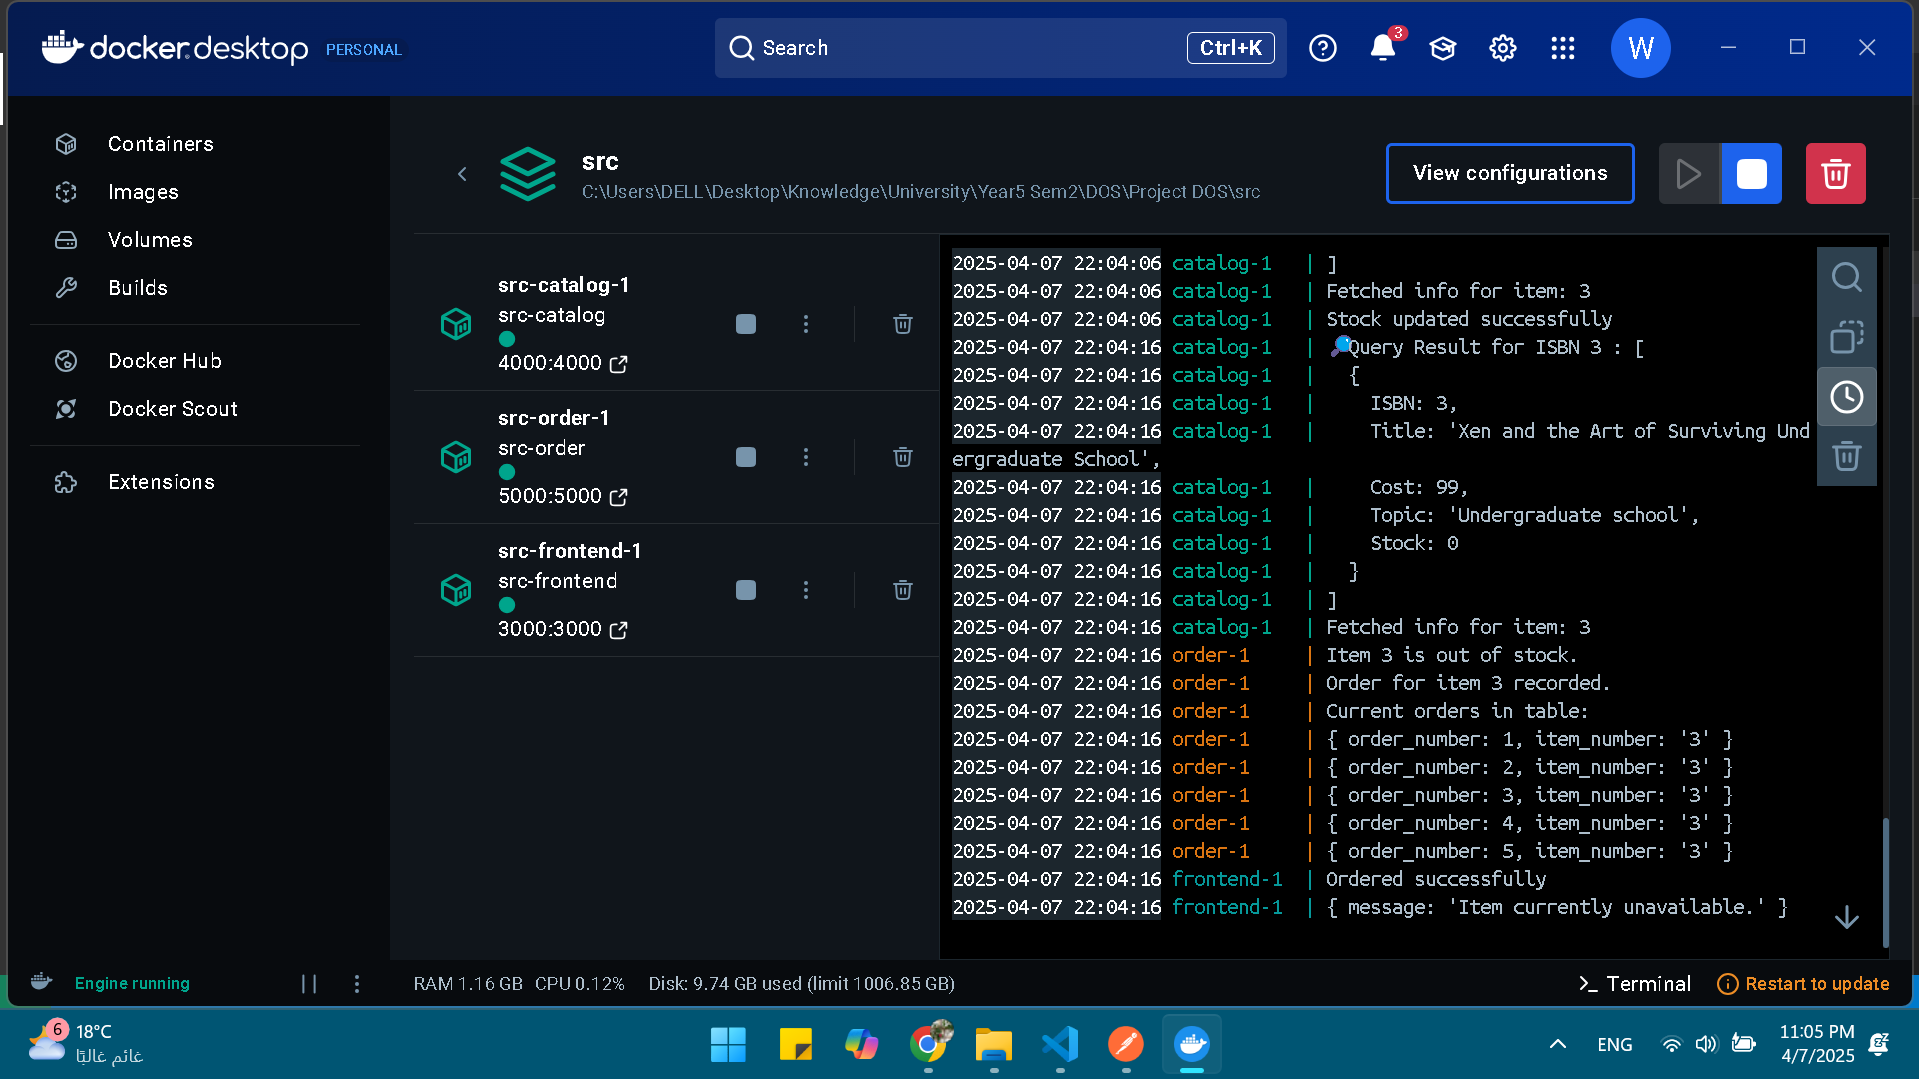 docker.desktop PERSONAL
Search Ctrl+K
3
W
Containers
Images
Volumes
Builds
Docker Hub
Docker Scout
Extensions
src
C:\Users\DELL\Desktop\Knowledge\University\Year5 Sem2\DOS\Project DOS\src
View configurations
src-catalog-1
src-catalog
4000:4000
src-order-1
src-order
5000:5000
src-frontend-1
src-frontend
3000:3000
2025-04-07 22:04:06 catalog-1 | ]
2025-04-07 22:04:06 catalog-1 | Fetched info for item: 3
2025-04-07 22:04:06 catalog-1 | Stock updated successfully
2025-04-07 22:04:16 catalog-1 | 🔎Query Result for ISBN 3 : [
2025-04-07 22:04:16 catalog-1 | {
2025-04-07 22:04:16 catalog-1 | ISBN: 3,
2025-04-07 22:04:16 catalog-1 | Title: 'Xen and the Art of Surviving Und
ergraduate School',
2025-04-07 22:04:16 catalog-1 | Cost: 99,
2025-04-07 22:04:16 catalog-1 | Topic: 'Undergraduate school',
2025-04-07 22:04:16 catalog-1 | Stock: 0
2025-04-07 22:04:16 catalog-1 | }
2025-04-07 22:04:16 catalog-1 | ]
2025-04-07 22:04:16 catalog-1 | Fetched info for item: 3
2025-04-07 22:04:16 order-1 | Item 3 is out of stock.
2025-04-07 22:04:16 order-1 | Order for item 3 recorded.
2025-04-07 22:04:16 order-1 | Current orders in table:
2025-04-07 22:04:16 order-1 | { order_number: 1, item_number: '3' }
2025-04-07 22:04:16 order-1 | { order_number: 2, item_number: '3' }
2025-04-07 22:04:16 order-1 | { order_number: 3, item_number: '3' }
2025-04-07 22:04:16 order-1 | { order_number: 4, item_number: '3' }
2025-04-07 22:04:16 order-1 | { order_number: 5, item_number: '3' }
2025-04-07 22:04:16 frontend-1 | Ordered successfully
2025-04-07 22:04:16 frontend-1 | { message: 'Item currently unavailable.' }
Engine running
RAM 1.16 GB CPU 0.12% Disk: 9.74 GB used (limit 1006.85 GB)
Terminal
Restart to update
6
18°C
غائم غالبًا
ENG
11:05 PM
4/7/2025